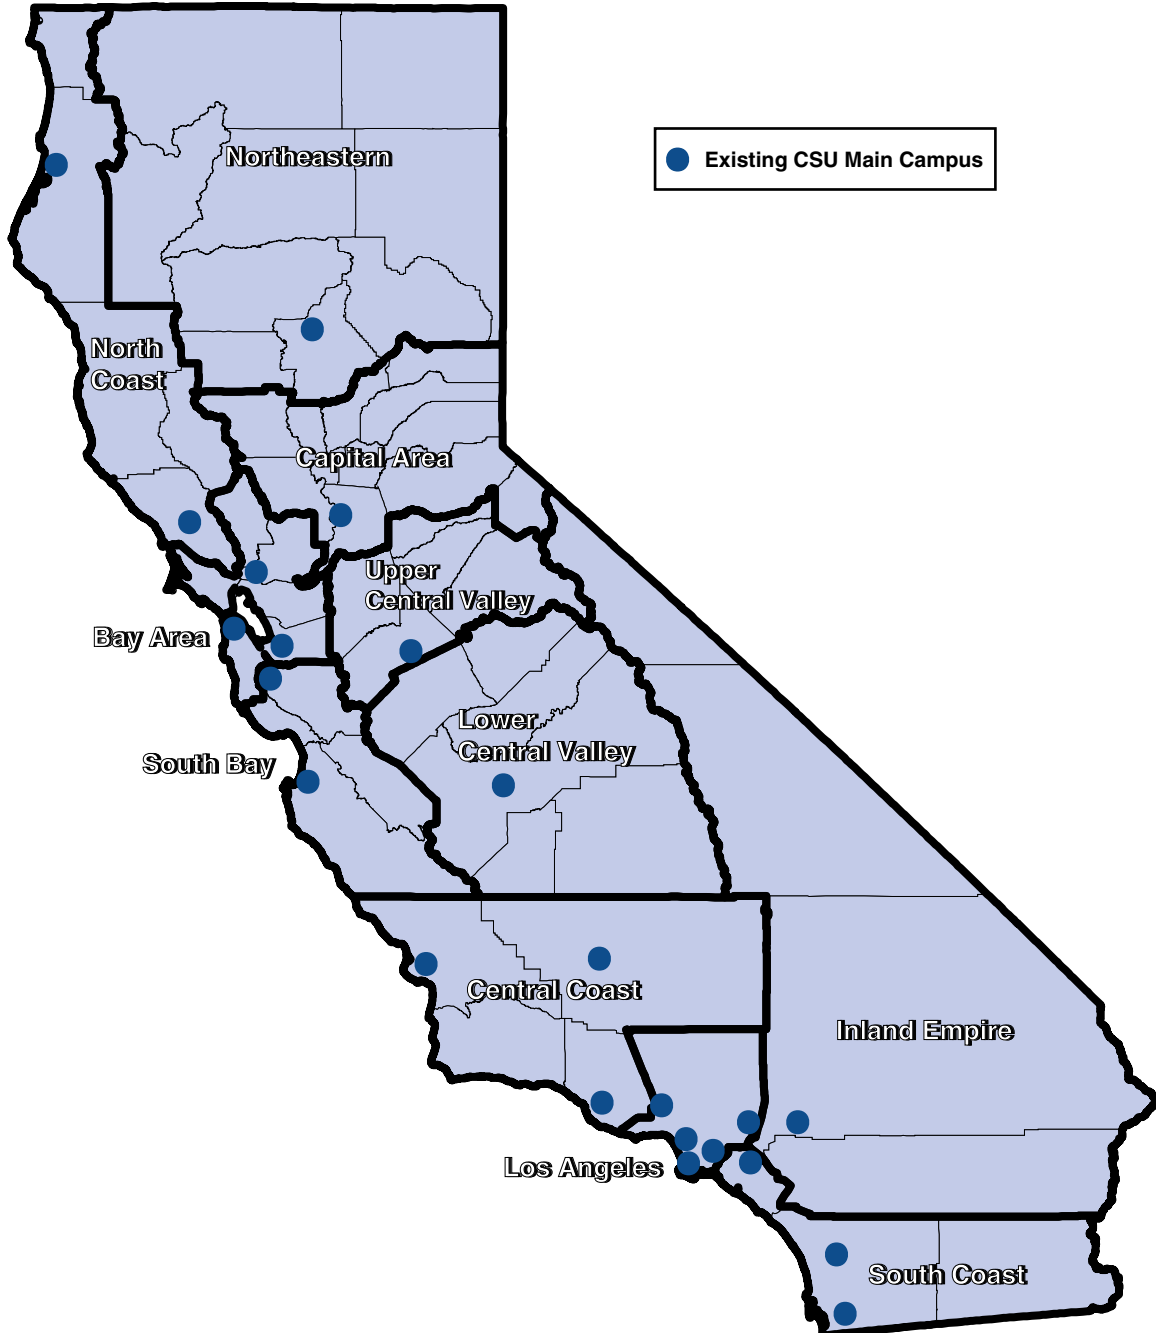 Northeastern
Existing CSU Main Campus
North
Coast
Capital Area
Upper
Central Valley
Bay Area
Lower
Central Valley
South Bay
Central Coast
Inland Empire
Los Angeles
South Coast